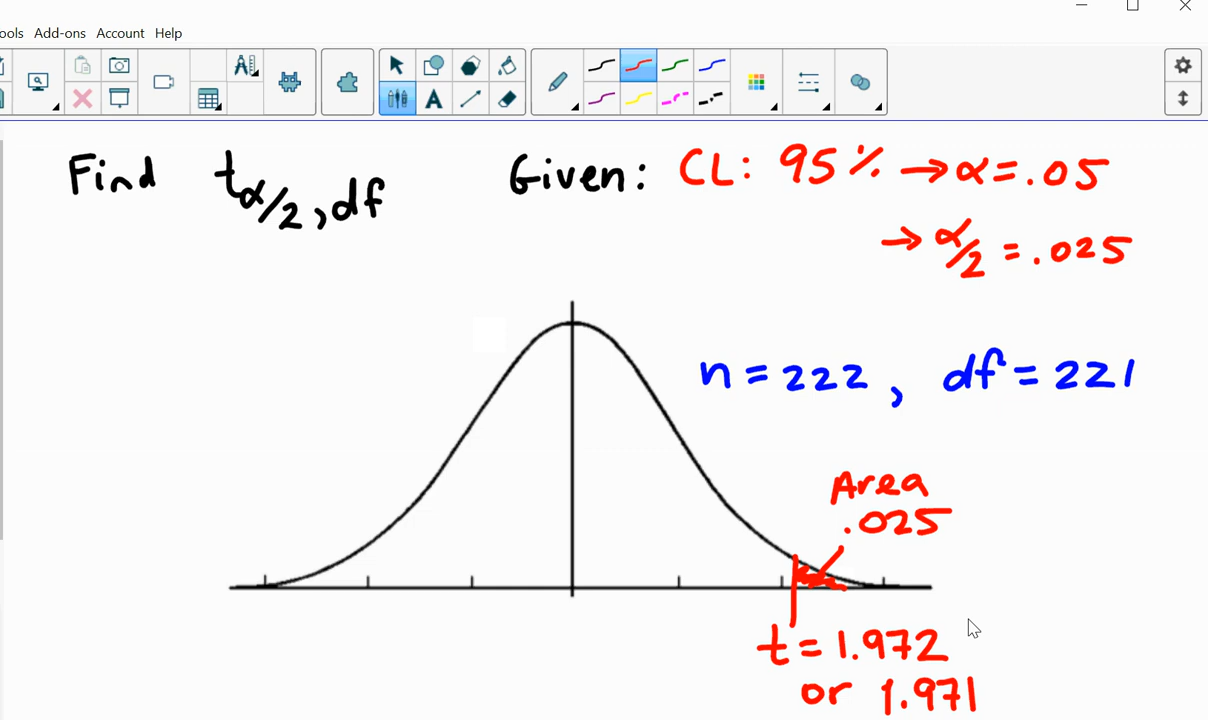 ools Add-ons Account Help
A
Find tα/2,df Given: CL: 95% → α=.05
→ α/2 = .025
n=222, df=221
Area
.025
t=1.972
or 1.971